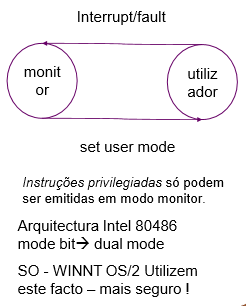 Interrupt/fault
monit
or
utiliz
ador
set user mode
Instruções privilegiadas só podem
ser emitidas em modo monitor.
Arquitectura Intel 80486
mode bit→ dual mode
SO - WINNT OS/2 Utilizem
este facto – mais seguro !